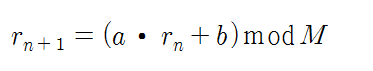 r_{n+1} = (a • r_n + b) mod M